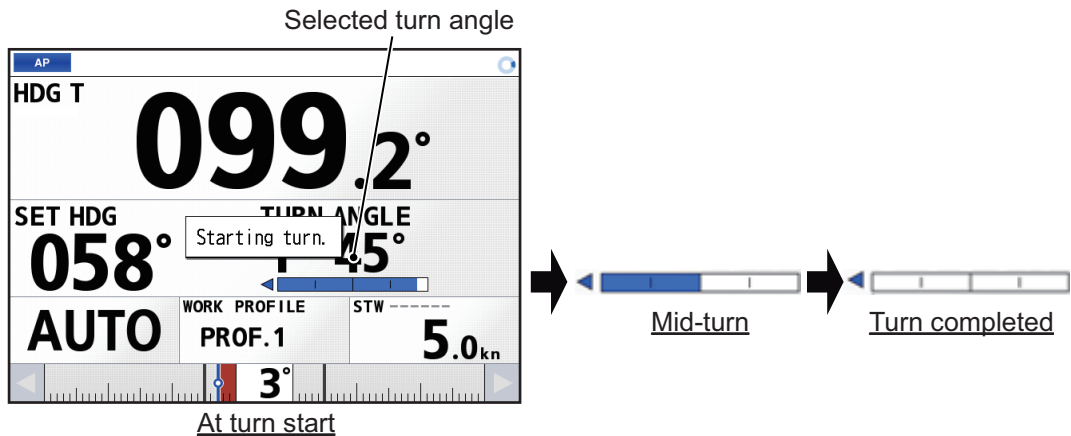 Selected turn angle
AP
HDG T
099.2°
SET HDG
058°
TURN ANGLE
45°
Starting turn.
AUTO
WORK PROFILE
PROF.1
STW ------
5.0kn
3°
At turn start
Mid-turn
Turn completed